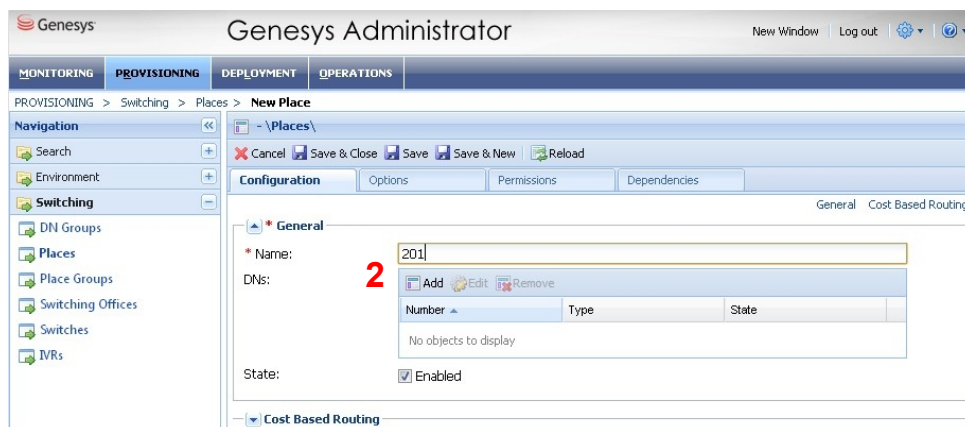 Genesys Genesys Administrator New Window Log out
MONITORING PROVISIONING DEPLOYMENT OPERATIONS
PROVISIONING > Switching > Places > New Place
Navigation - \Places\
Search Cancel Save & Close Save Save & New Reload
Environment Configuration Options Permissions Dependencies
Switching General Cost Based Routing
DN Groups * General
Places * Name: 201
Place Groups DNs: 2 Add Edit Remove
Switching Offices Number Type State
Switches No objects to display
IVRs
State: Enabled
Cost Based Routing